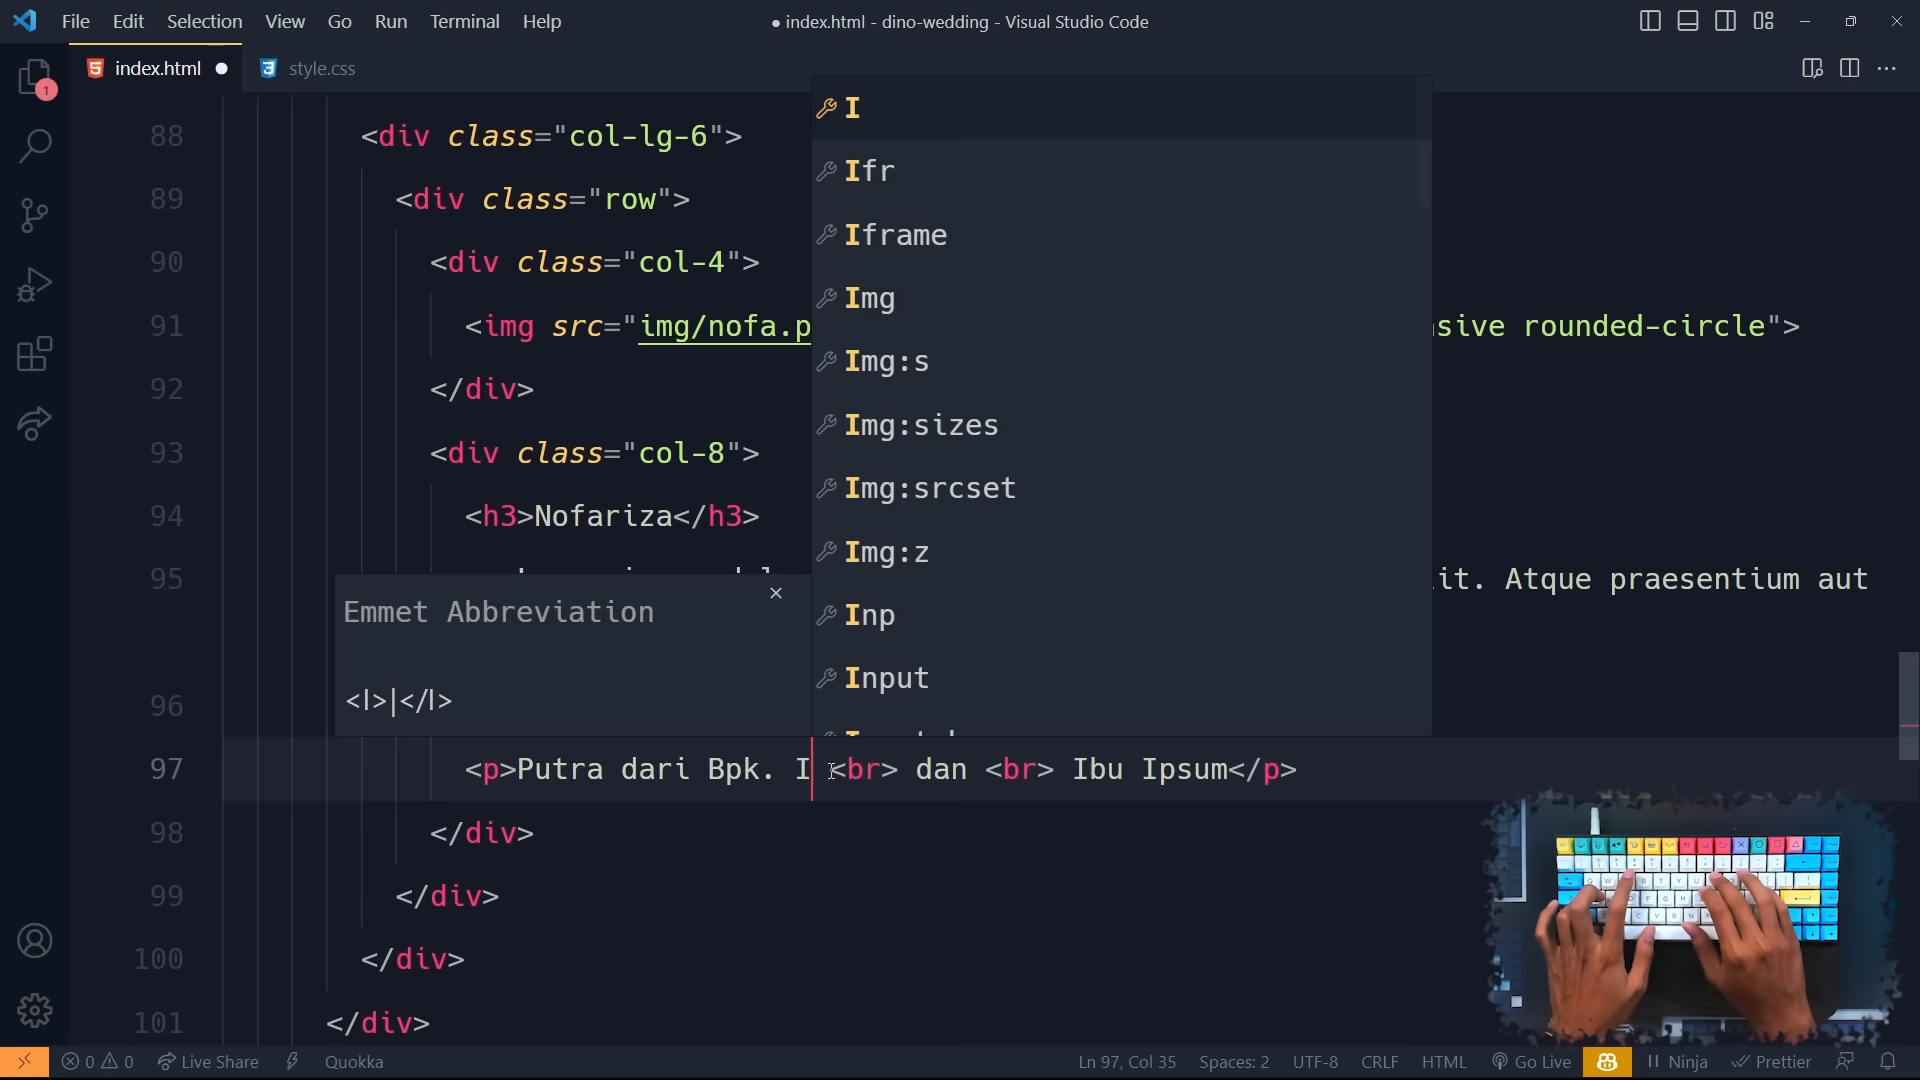 File Edit Selection View Go Run Terminal Help
● index.html - dino-wedding - Visual Studio Code
index.html ● style.css
1
88 <div class="col-lg-6">
89 <div class="row">
90 <div class="col-4">
91 <img src="img/nofa.p sive rounded-circle">
92 </div>
93 <div class="col-8">
94 <h3>Nofariza</h3>
95 it. Atque praesentium aut
96
97 <p>Putra dari Bpk. I <br> dan <br> Ibu Ipsum</p>
98 </div>
99 </div>
100 </div>
101 </div>
I
Ifr
Iframe
Img
Img:s
Img:sizes
Img:srcset
Img:z
Inp
Input
Emmet Abbreviation
<I>|</I>
0 0 Live Share Quokka
Ln 97, Col 35 Spaces: 2 UTF-8 CRLF HTML Go Live Ninja Prettier